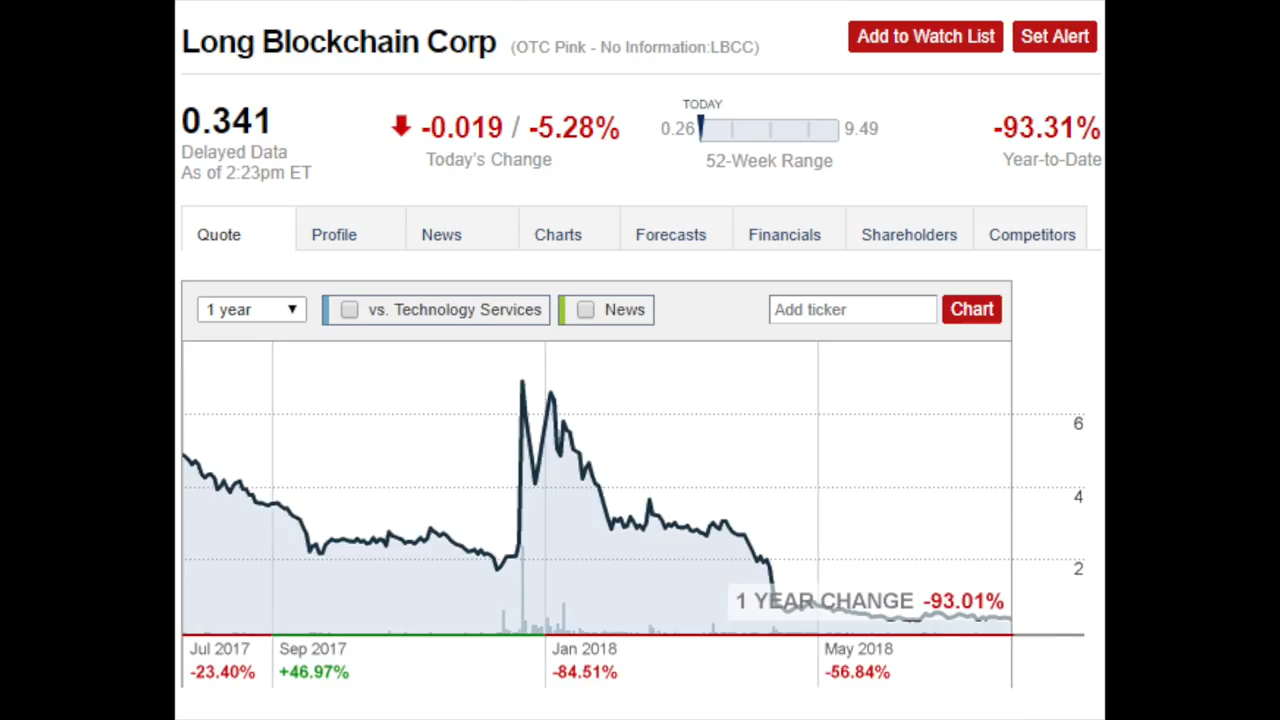 Long Blockchain Corp (OTC Pink - No Information:LBCC) Add to Watch List Set Alert
TODAY
0.341 -0.019 / -5.28% 0.26 9.49 -93.31%
Delayed Data Today's Change 52-Week Range Year-to-Date
As of 2:23pm ET
Quote Profile News Charts Forecasts Financials Shareholders Competitors
1 year vs. Technology Services News Add ticker Chart
6
4
2
1 YEAR CHANGE -93.01%
Jul 2017 Sep 2017 Jan 2018 May 2018
-23.40% +46.97% -84.51% -56.84%